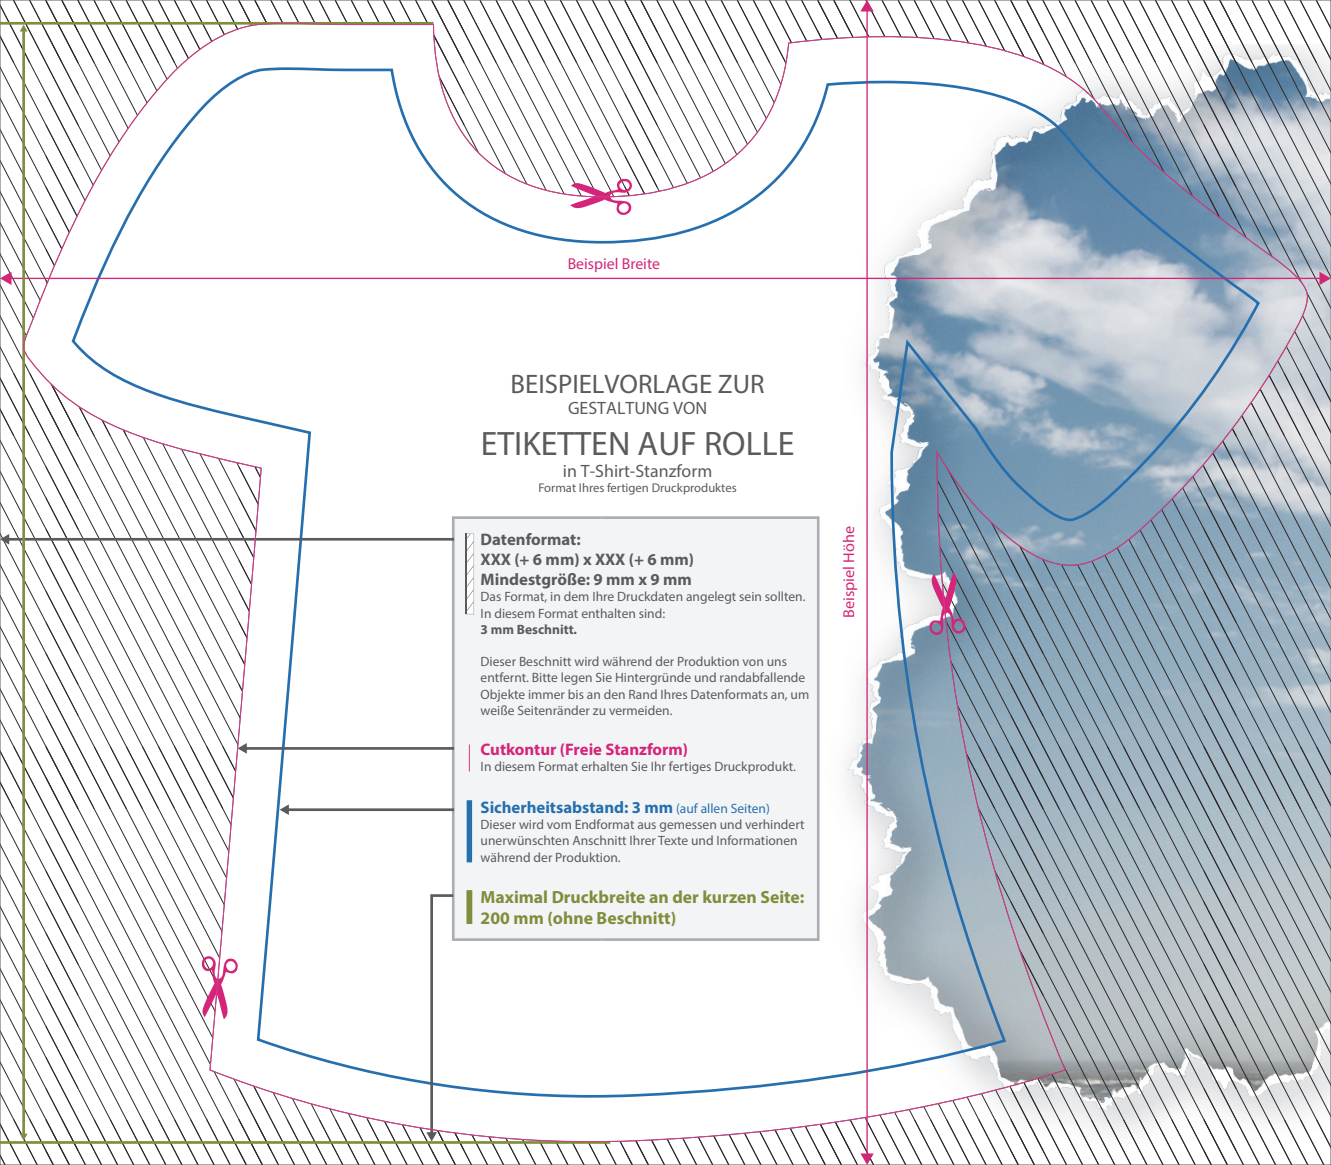 Beispiel Breite
BEISPIELVORLAGE ZUR
GESTALTUNG VON
ETIKETTEN AUF ROLLE
in T-Shirt-Stanzform
Format Ihres fertigen Druckproduktes
Datenformat:
XXX (+ 6 mm) x XXX (+ 6 mm)
Mindestgröße: 9 mm x 9 mm
Das Format, in dem Ihre Druckdaten angelegt sein sollten.
In diesem Format enthalten sind:
3 mm Beschnitt.
Dieser Beschnitt wird während der Produktion von uns
entfernt. Bitte legen Sie Hintergründe und randabfallende
Objekte immer bis an den Rand Ihres Datenformats an, um
weiße Seitenränder zu vermeiden.
Cutkontur (Freie Stanzform)
In diesem Format erhalten Sie Ihr fertiges Druckprodukt.
Sicherheitsabstand: 3 mm (auf allen Seiten)
Dieser wird vom Endformat aus gemessen und verhindert
unerwünschten Anschnitt Ihrer Texte und Informationen
während der Produktion.
Maximal Druckbreite an der kurzen Seite:
200 mm (ohne Beschnitt)
Beispiel Höhe